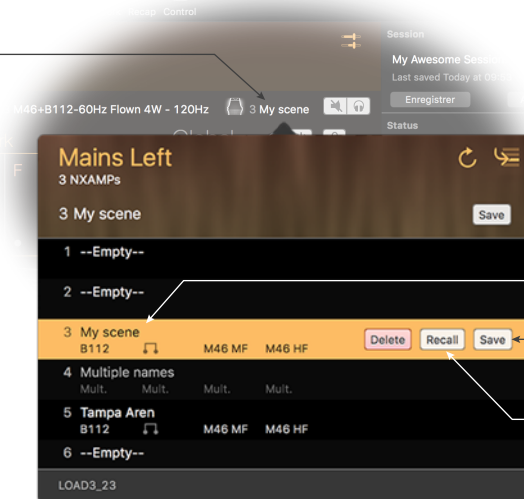 Recap Control
Session
My Awesome Session
Last saved Today at
M46+B112-60Hz Flown 4W - 120Hz 3 My scene
Enregistrer
Status
Global
F
Mains Left
3 NXAMPs
3 My scene Save
1 --Empty--
2 --Empty--
3 My scene
B112 M46 MF M46 HF Delete Recall Save
4 Multiple names
Mult. Mult. Mult. Mult.
5 Tampa Aren
B112 M46 MF M46 HF
6 --Empty--
LOAD3_23